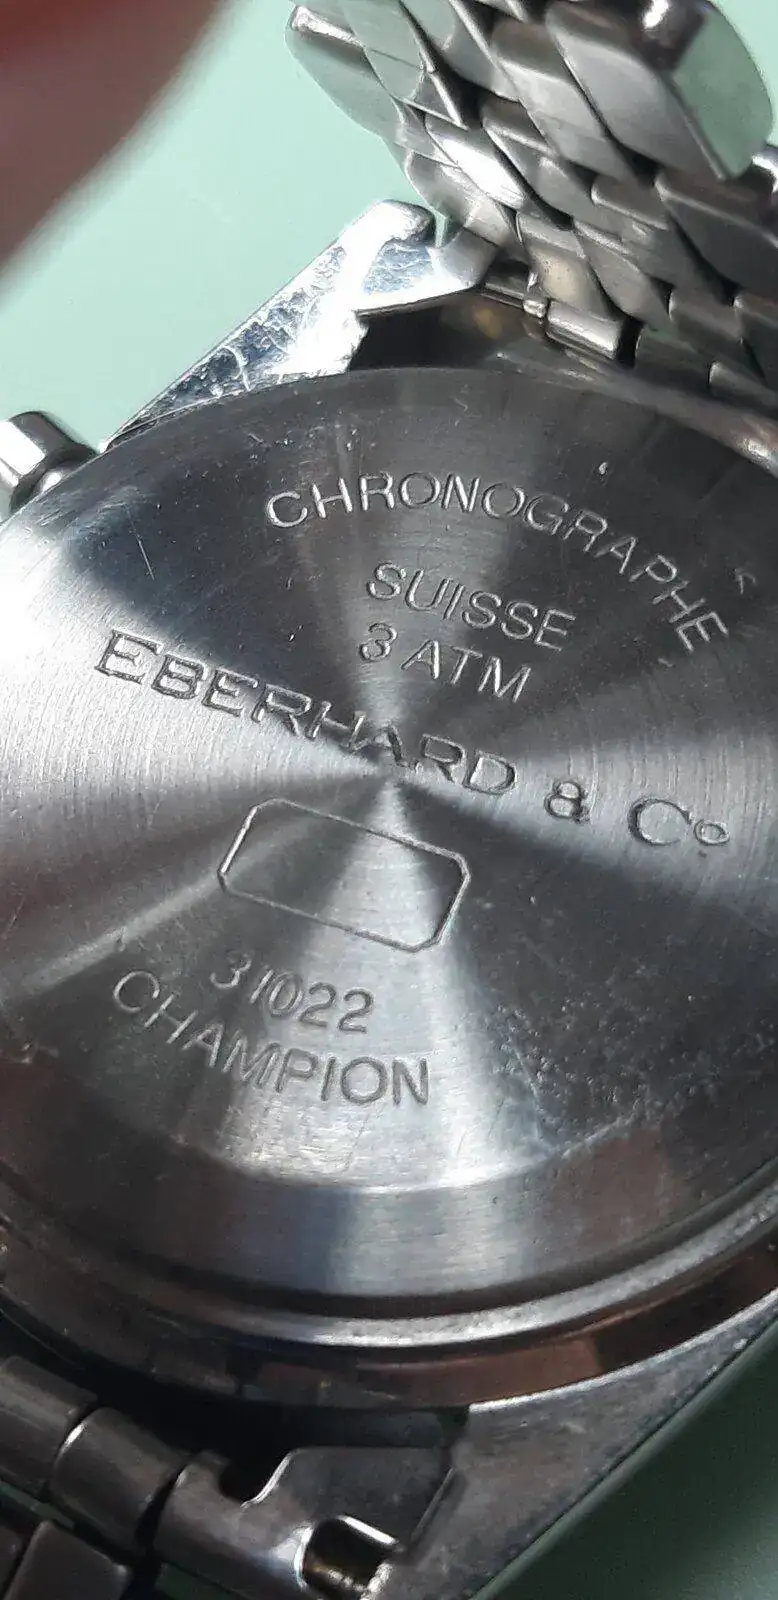 CHRONOGRAPHE
SUISSE
3 ATM
EBERHARD & Co
31022
CHAMPION